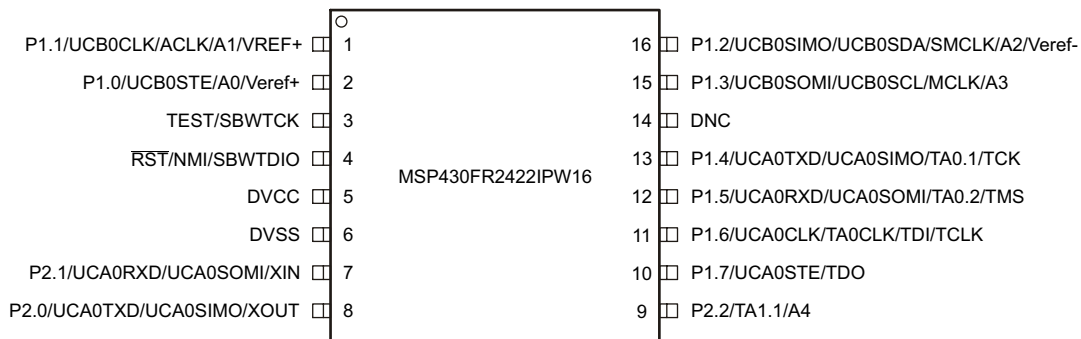 P1.1/UCB0CLK/ACLK/A1/VREF+ 1 16 P1.2/UCB0SIMO/UCB0SDA/SMCLK/A2/Veref-
P1.0/UCB0STE/A0/Veref+ 2 15 P1.3/UCB0SOMI/UCB0SCL/MCLK/A3
TEST/SBWTCK 3 14 DNC
RST/NMI/SBWTDIO 4 13 P1.4/UCA0TXD/UCA0SIMO/TA0.1/TCK
MSP430FR2422IPW16
DVCC 5 12 P1.5/UCA0RXD/UCA0SOMI/TA0.2/TMS
DVSS 6 11 P1.6/UCA0CLK/TA0CLK/TDI/TCLK
P2.1/UCA0RXD/UCA0SOMI/XIN 7 10 P1.7/UCA0STE/TDO
P2.0/UCA0TXD/UCA0SIMO/XOUT 8 9 P2.2/TA1.1/A4